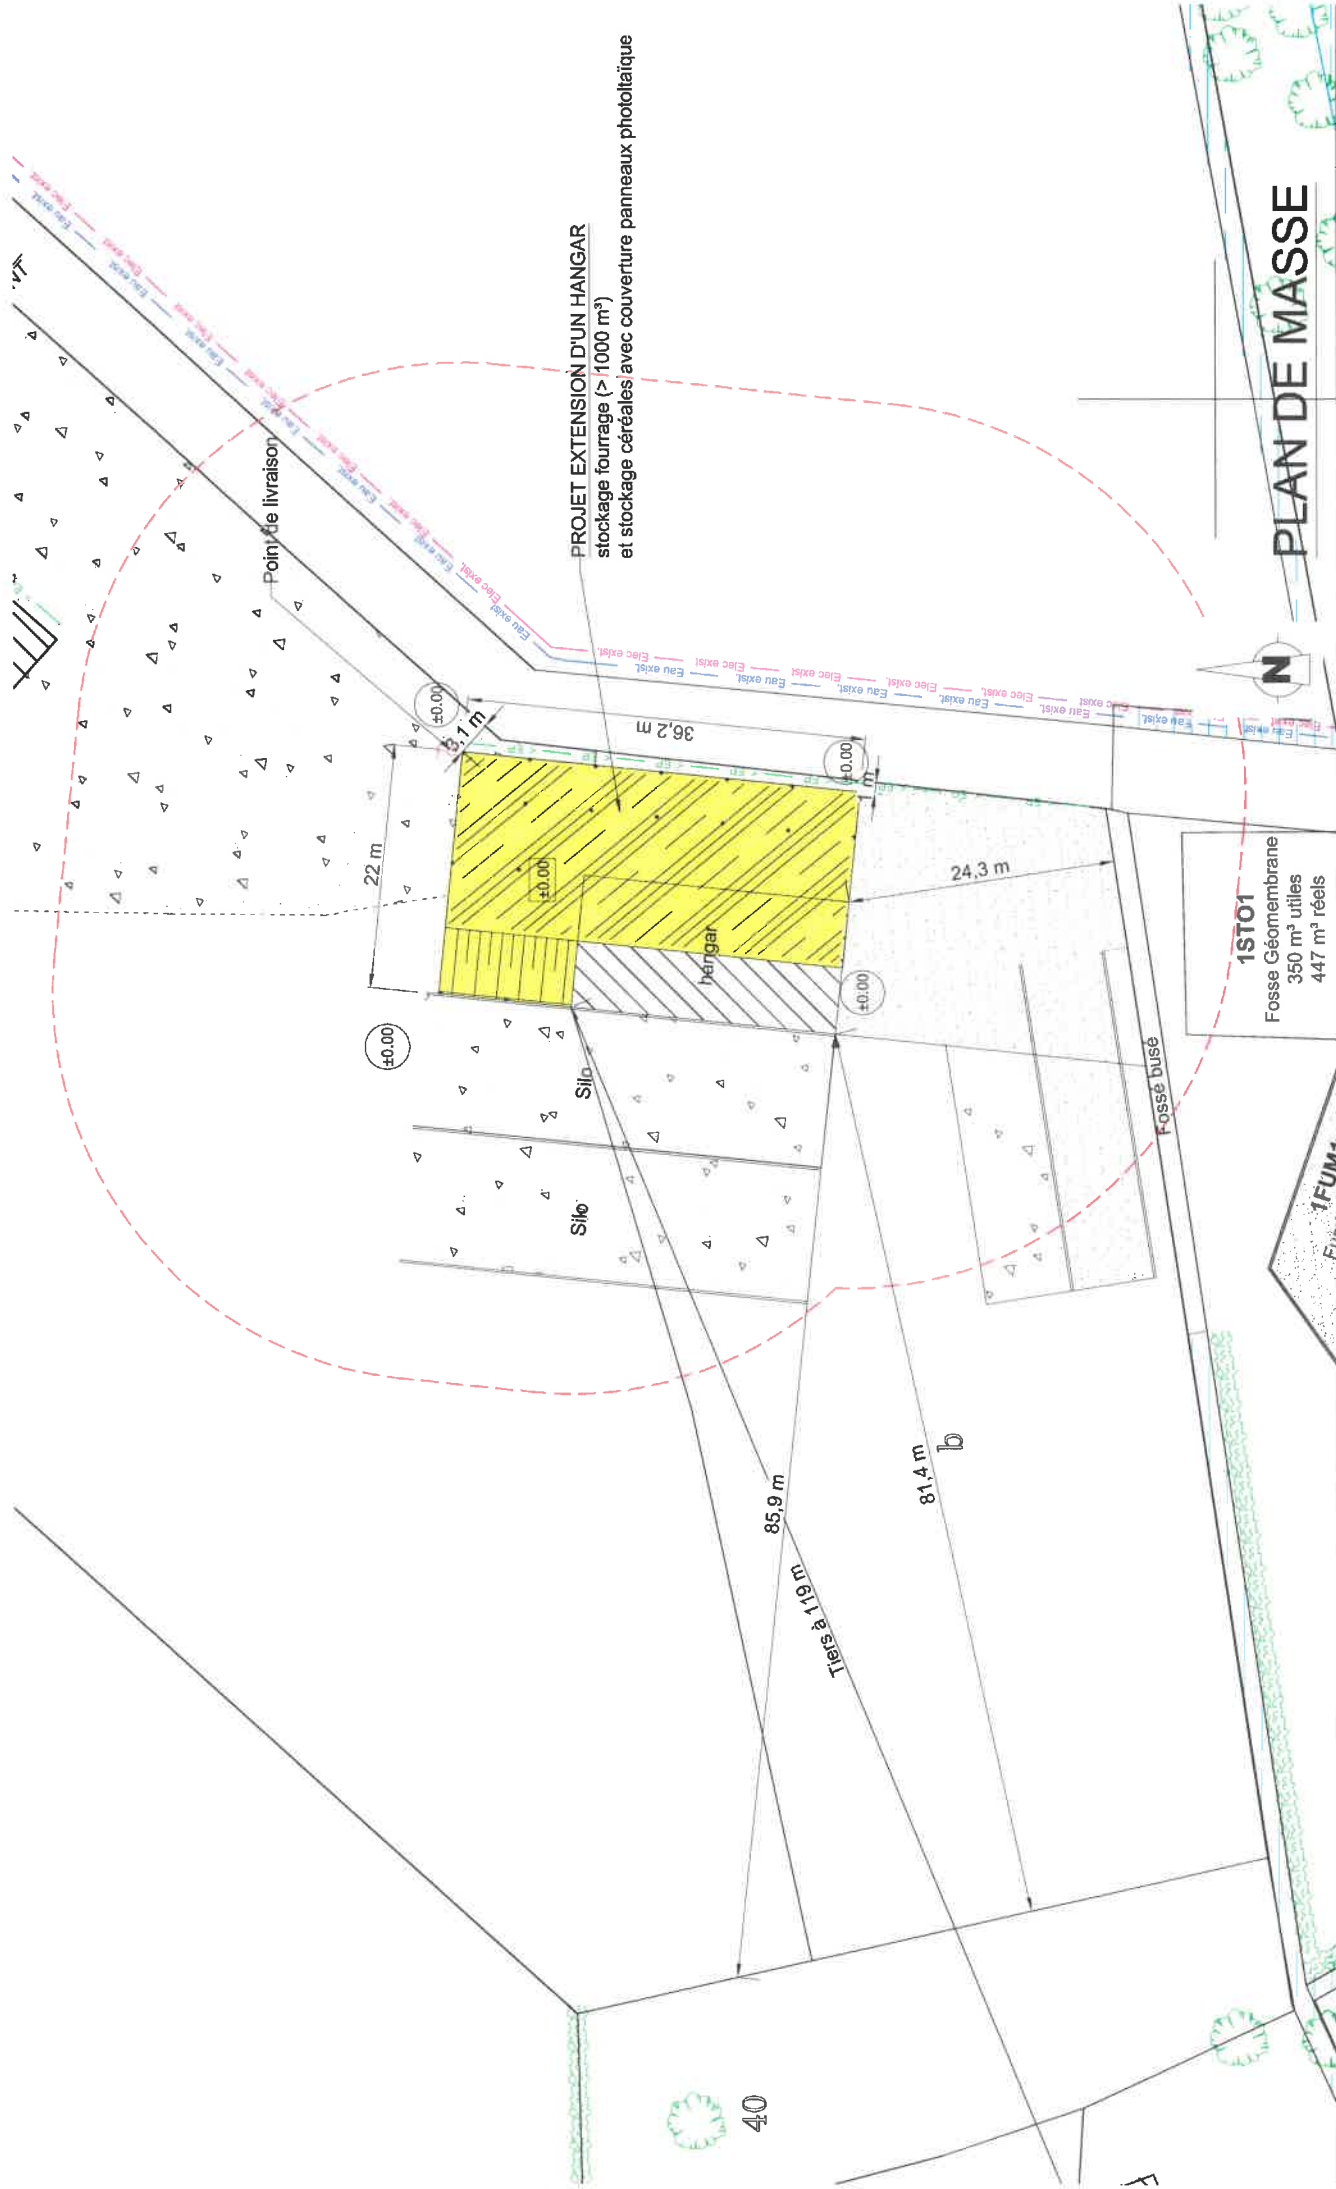 Point de livraison
PROJET EXTENSION D'UN HANGAR
stockage fourrage (> 1000 m³)
et stockage céréales avec couverture panneaux photoltaïque
Elec exist.
Eau exist.
EP
±0.00
3,1 m
36,2 m
22 m
±0.00
±0.00
±0.00
±0.00
hangar
24,3 m
Silo
Silo
Fossé busé
1STO1
Fosse Géomembrane
350 m³ utiles
447 m³ réels
1FUM1
85,9 m
81,4 m
b
Tiers à 119 m
40
N
PLAN DE MASSE